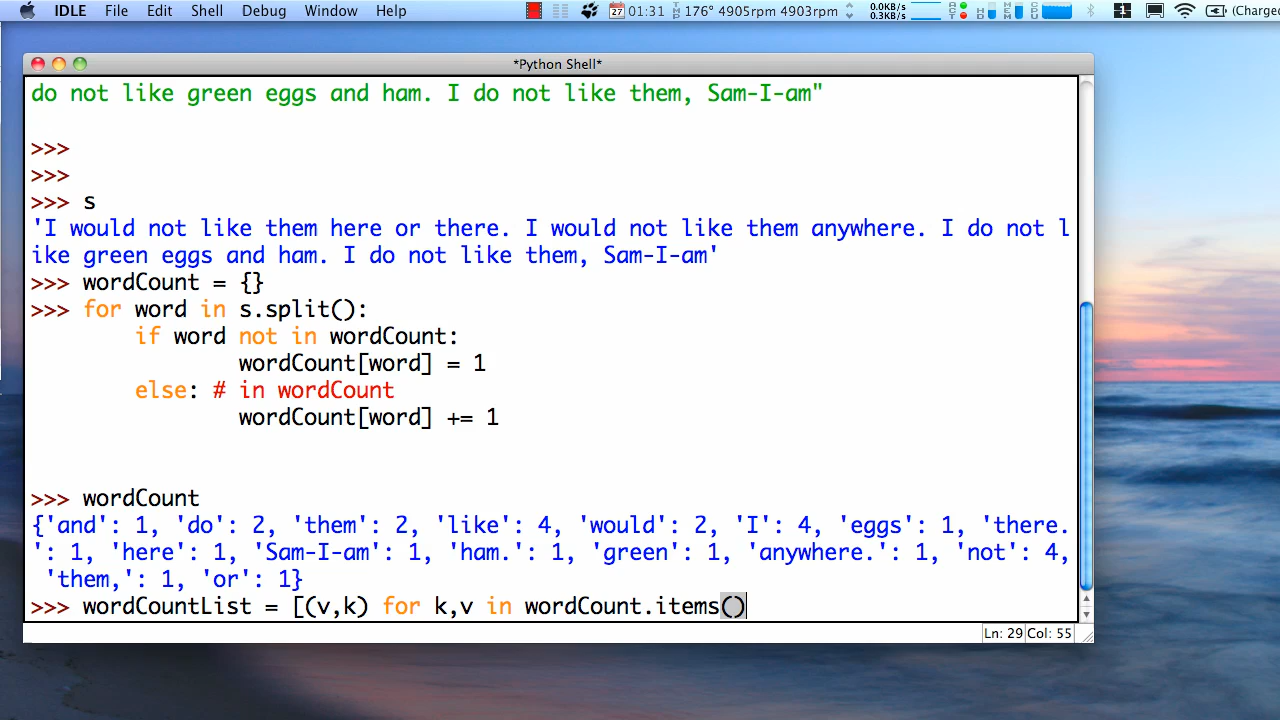 IDLE File Edit Shell Debug Window Help 27 01:31 TMP 176° 4905rpm 4903rpm 0.0KB/s 0.3KB/s ACT HD MEM CPU 1 (Charge
*Python Shell*
do not like green eggs and ham. I do not like them, Sam-I-am"
>>>
>>>
>>> s
'I would not like them here or there. I would not like them anywhere. I do not l
ike green eggs and ham. I do not like them, Sam-I-am'
>>> wordCount = {}
>>> for word in s.split():
if word not in wordCount:
wordCount[word] = 1
else: # in wordCount
wordCount[word] += 1
>>> wordCount
{'and': 1, 'do': 2, 'them': 2, 'like': 4, 'would': 2, 'I': 4, 'eggs': 1, 'there.
': 1, 'here': 1, 'Sam-I-am': 1, 'ham.': 1, 'green': 1, 'anywhere.': 1, 'not': 4,
'them,': 1, 'or': 1}
>>> wordCountList = [(v,k) for k,v in wordCount.items()
Ln: 29 Col: 55